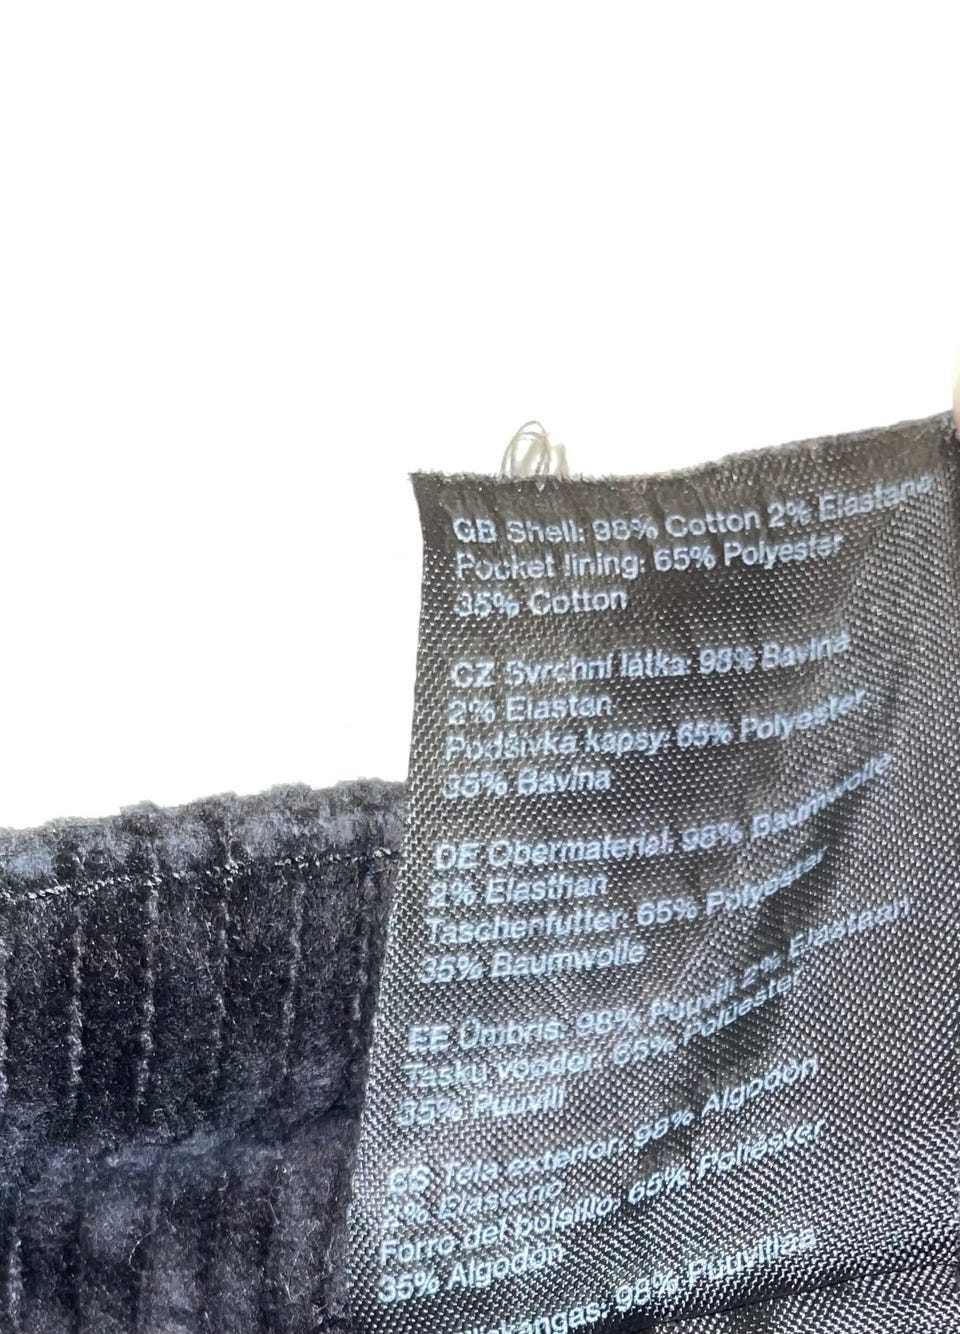 GB Shell: 98% Cotton 2% Elastane
Pocket lining: 65% Polyester
35% Cotton
CZ Svrchní látka: 98% Bavlna
2% Elastan
Podšívka kapsy: 65% Polyester
35% Bavlna
DE Obermaterial: 98% Baumwolle
2% Elasthan
Taschenfutter: 65% Polyester
35% Baumwolle
EE Ümbris: 98% Puuvill 2% Elastaan
Tasku vooder: 65% Polüester
35% Puuvill
ES Tela exterior: 98% Algodón
2% Elastano
Forro del bolsillo: 65% Poliéster
35% Algodón
98% Puuvillaa